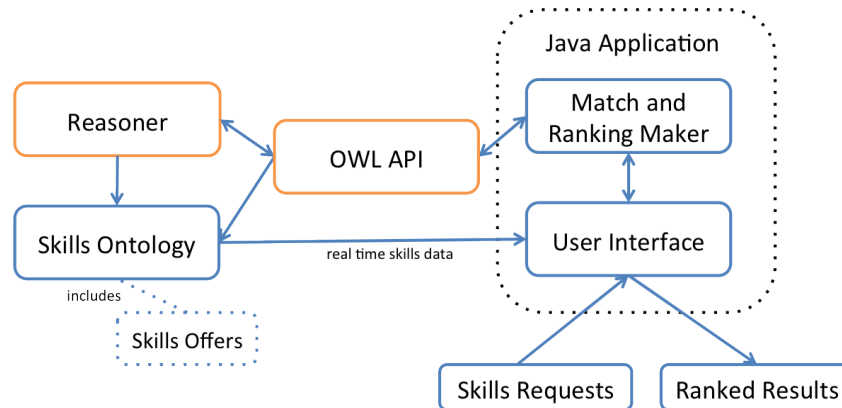 Java Application
Reasoner
Match and
Ranking Maker
OWL API
Skills Ontology
User Interface
real time skills data
includes
Skills Offers
Skills Requests
Ranked Results